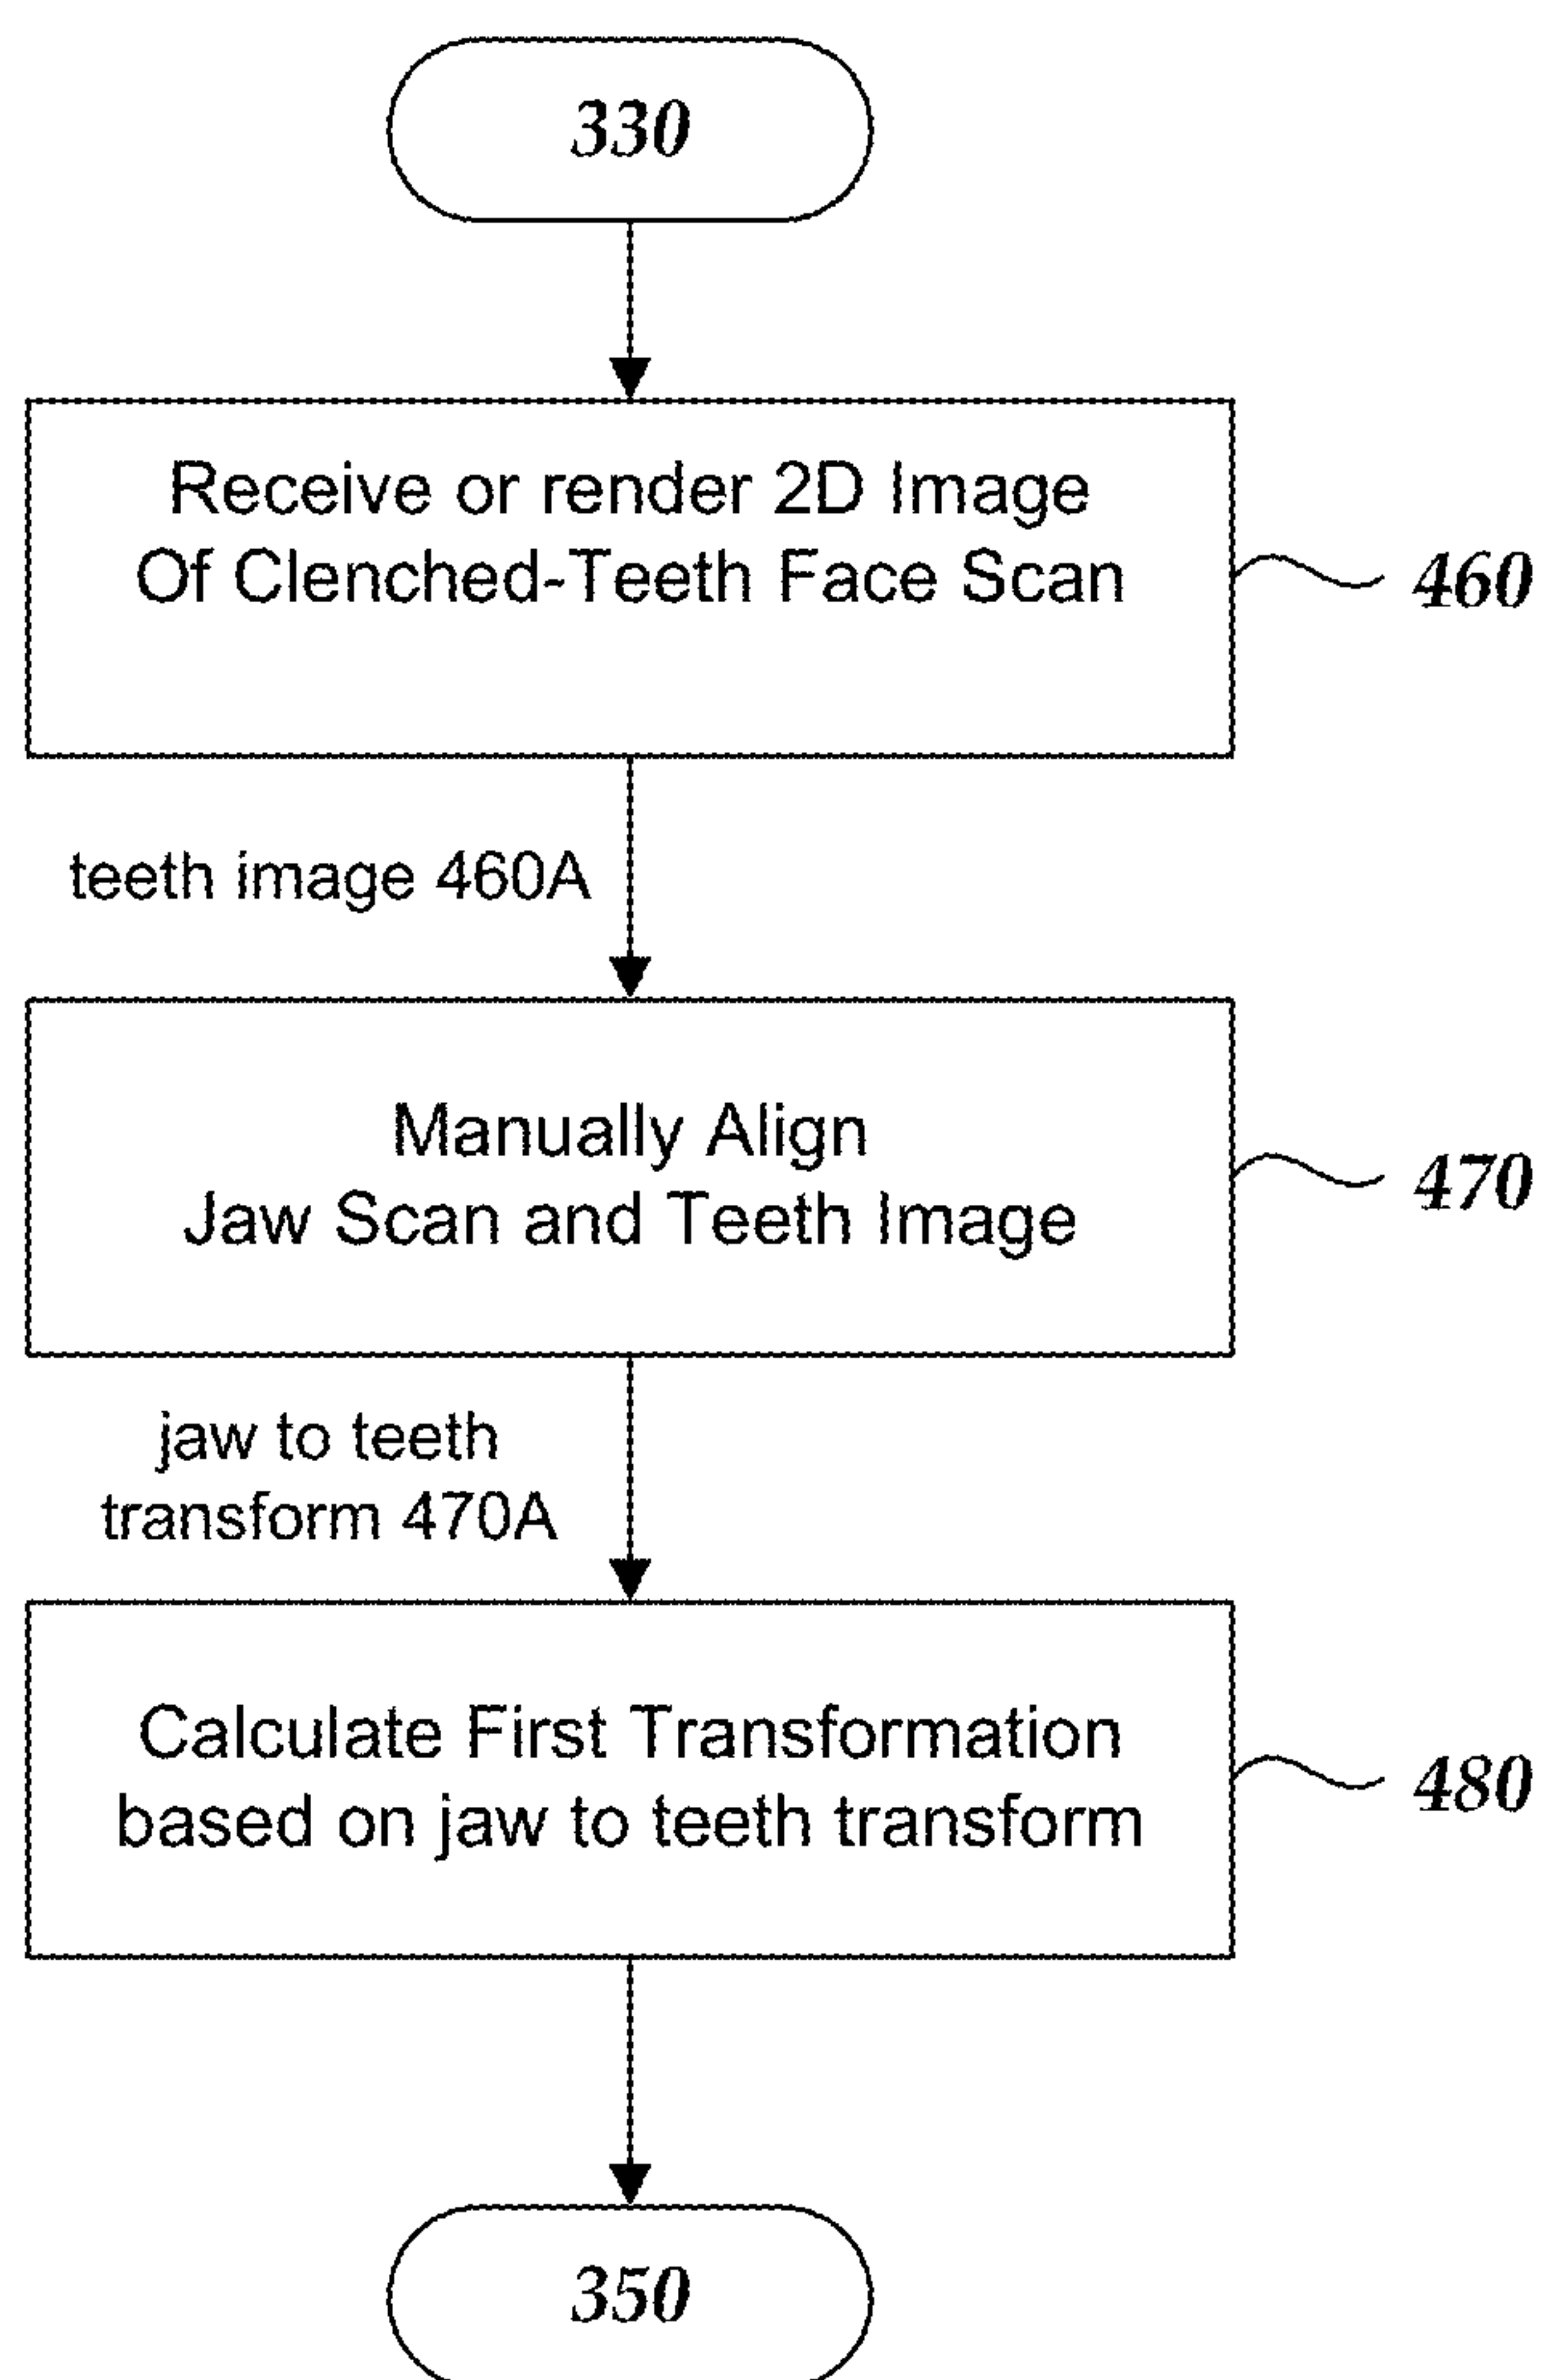 330
Receive or render 2D Image
Of Clenched-Teeth Face Scan
460
teeth image 460A
Manually Align
Jaw Scan and Teeth Image
470
jaw to teeth
transform 470A
Calculate First Transformation
based on jaw to teeth transform
480
350